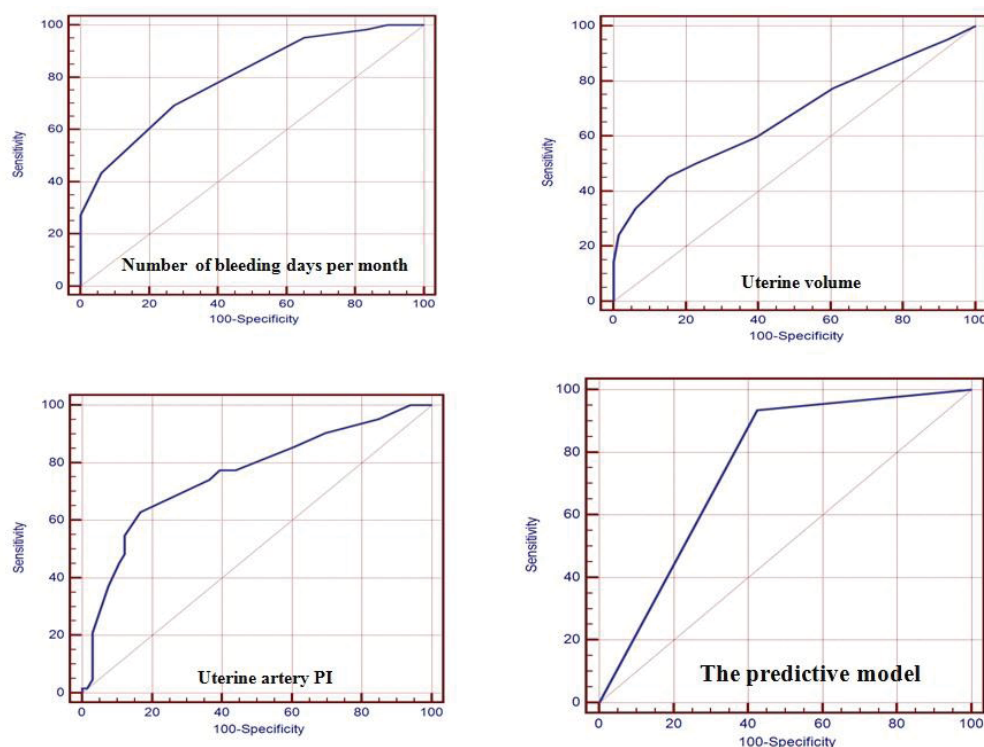 100
80
60
40
20
0
Sensitivity
Number of bleeding days per month
0 20 40 60 80 100
100-Specificity
100
80
60
40
20
0
Sensitivity
Uterine volume
0 20 40 60 80 100
100-Specificity
100
80
60
40
20
0
Sensitivity
Uterine artery PI
0 20 40 60 80 100
100-Specificity
100
80
60
40
20
0
Sensitivity
The predictive model
0 20 40 60 80 100
100-Specificity